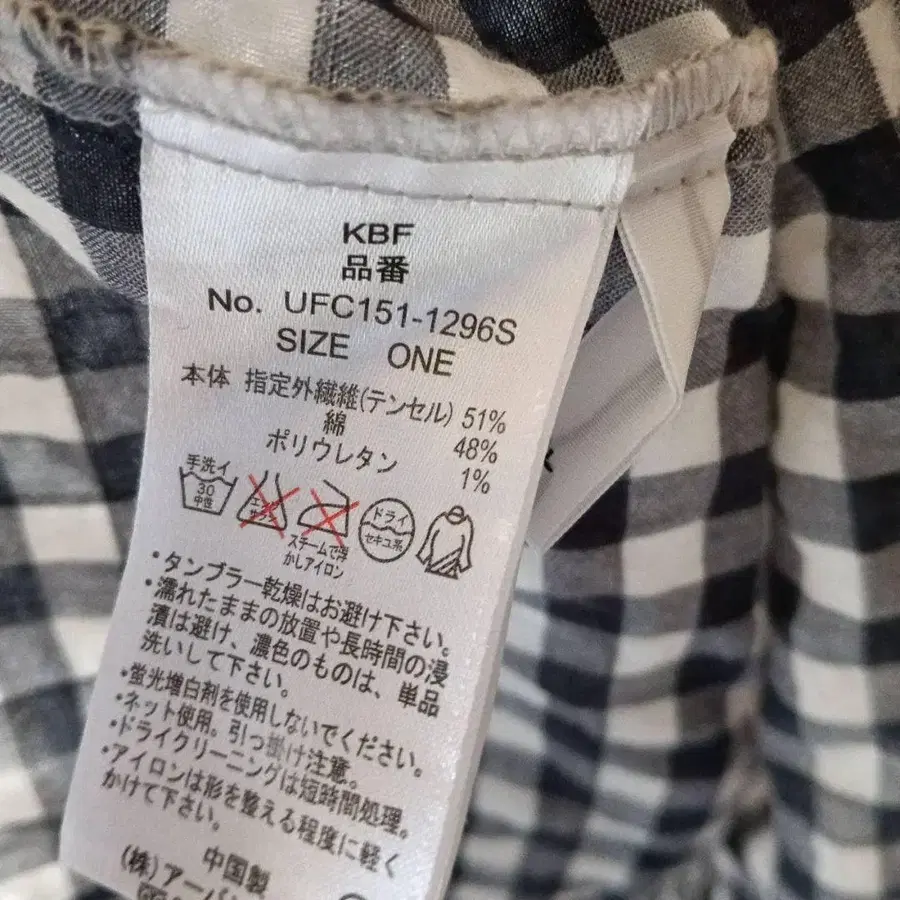 KBF
品番
No. UFC151-1296S
SIZE ONE
本体 指定外繊維(テンセル) 51%
綿 48%
ポリウレタン 1%
手洗イ
30
中性
エンソ
サラシ
ドライ
セキユ系
スチームで浮
かしアイロン
・タンブラー乾燥はお避け下さい。
・濡れたままの放置や長時間の浸
漬は避け、濃色のものは、単品
洗いして下さい。
・蛍光増白剤を使用しないでください。
・ネット使用。引っ掛け注意。
・ドライクリーニングは短時間処理。
・アイロンは形を整える程度に軽く
かけて下さい。
中国製
(株)アーバン